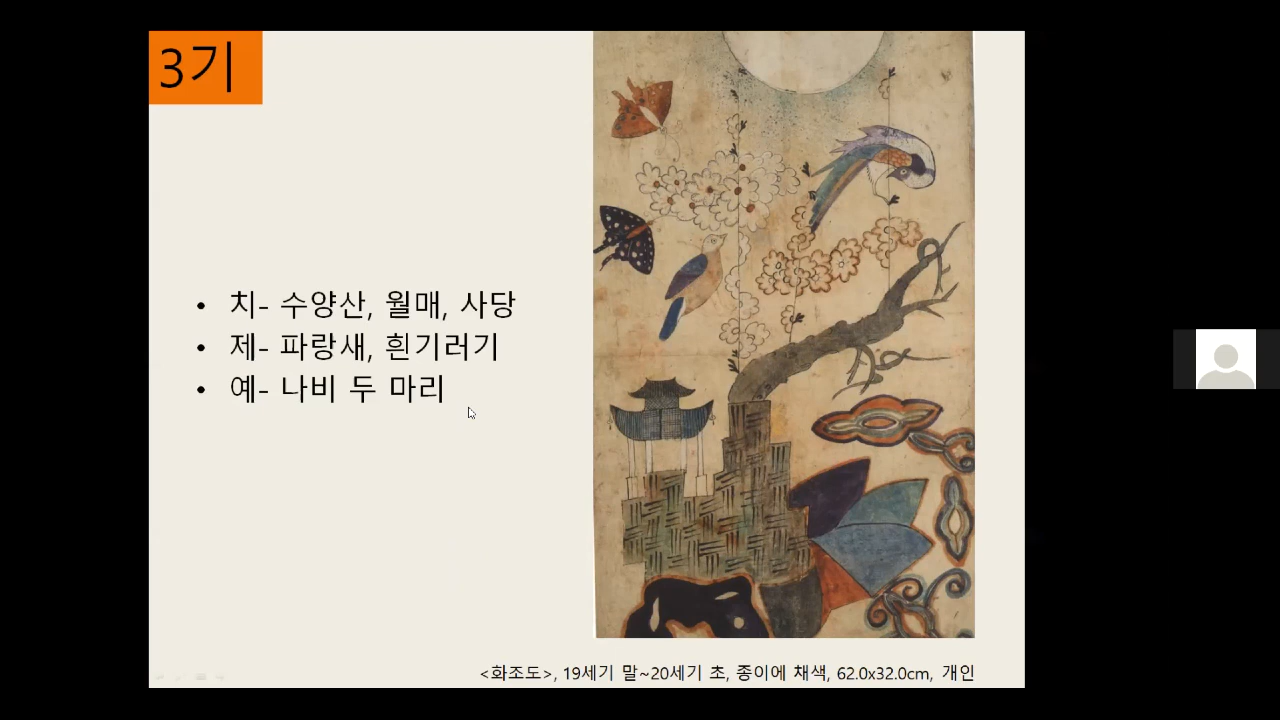 3기
• 치- 수양산, 월매, 사당
• 제- 파랑새, 흰기러기
• 예- 나비 두 마리
<화조도>, 19세기 말~20세기 초, 종이에 채색, 62.0x32.0cm, 개인